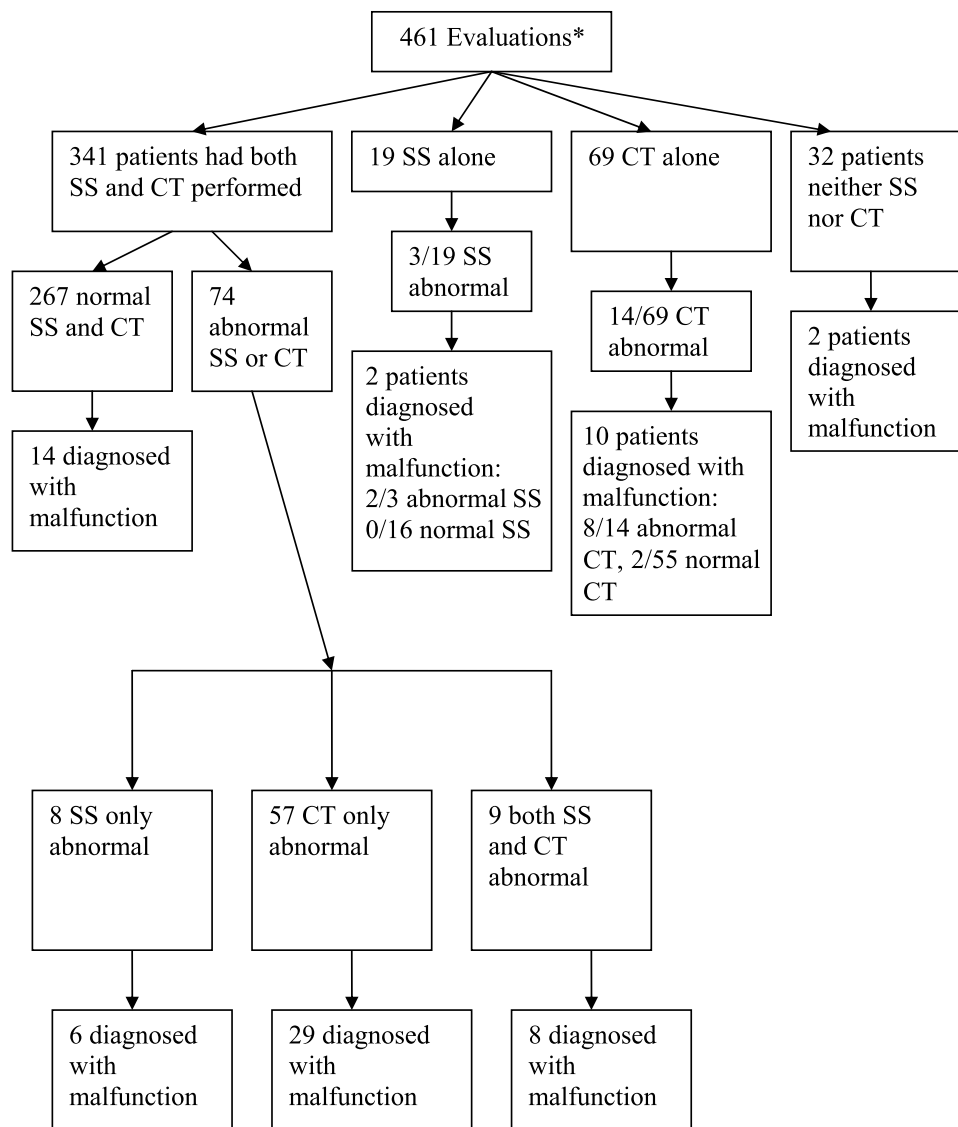 461 Evaluations*
341 patients had both
SS and CT performed
19 SS alone
69 CT alone
32 patients
neither SS
nor CT
267 normal
SS and CT
74
abnormal
SS or CT
3/19 SS
abnormal
14/69 CT
abnormal
2 patients
diagnosed
with
malfunction
14 diagnosed
with
malfunction
2 patients
diagnosed
with
malfunction:
2/3 abnormal SS
0/16 normal SS
10 patients
diagnosed with
malfunction:
8/14 abnormal
CT, 2/55 normal
CT
8 SS only
abnormal
57 CT only
abnormal
9 both SS
and CT
abnormal
6 diagnosed
with
malfunction
29 diagnosed
with
malfunction
8 diagnosed
with
malfunction